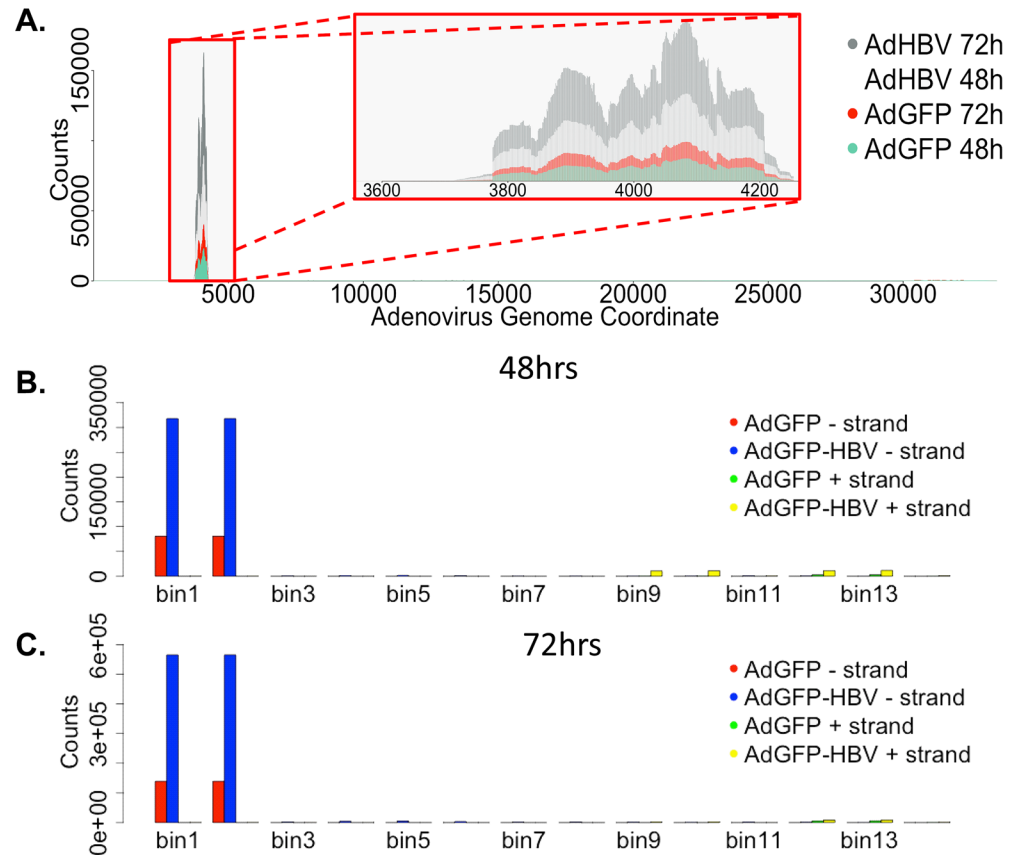 A.
Counts
0
50000
150000
3600 3800 4000 4200
AdHBV 72h
AdHBV 48h
AdGFP 72h
AdGFP 48h
5000 10000 15000 20000 25000 30000
Adenovirus Genome Coordinate
B.
48hrs
Counts
0
150000
350000
AdGFP - strand
AdGFP-HBV - strand
AdGFP + strand
AdGFP-HBV + strand
bin1 bin3 bin5 bin7 bin9 bin11 bin13
C.
72hrs
Counts
0e+00
3e+05
6e+05
AdGFP - strand
AdGFP-HBV - strand
AdGFP + strand
AdGFP-HBV + strand
bin1 bin3 bin5 bin7 bin9 bin11 bin13